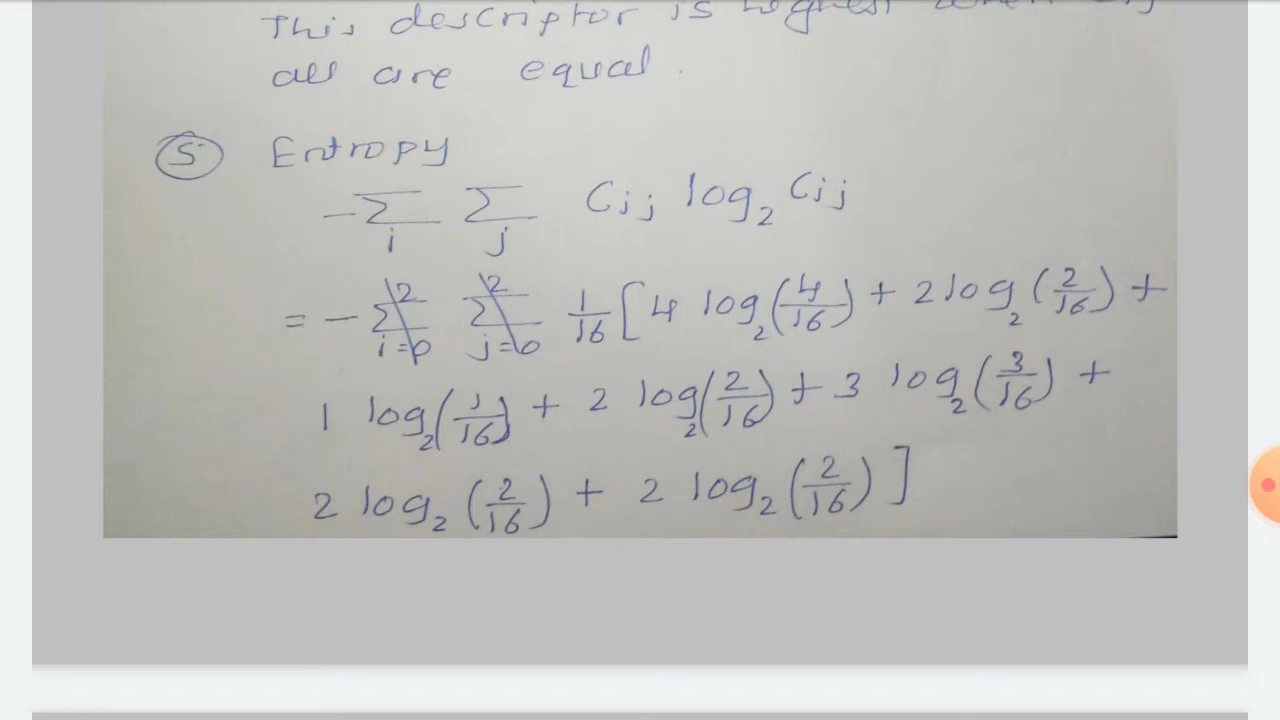 This descriptor is highest when
all are equal.
5 Entropy
-∑i ∑j Cij log₂ Cij
= - ∑i=0^2 ∑j=0^2 1/16 [4 log₂(4/16) + 2 log₂(2/16) +
1 log₂(1/16) + 2 log₂(2/16) + 3 log₂(3/16) +
2 log₂(2/16) + 2 log₂(2/16)]